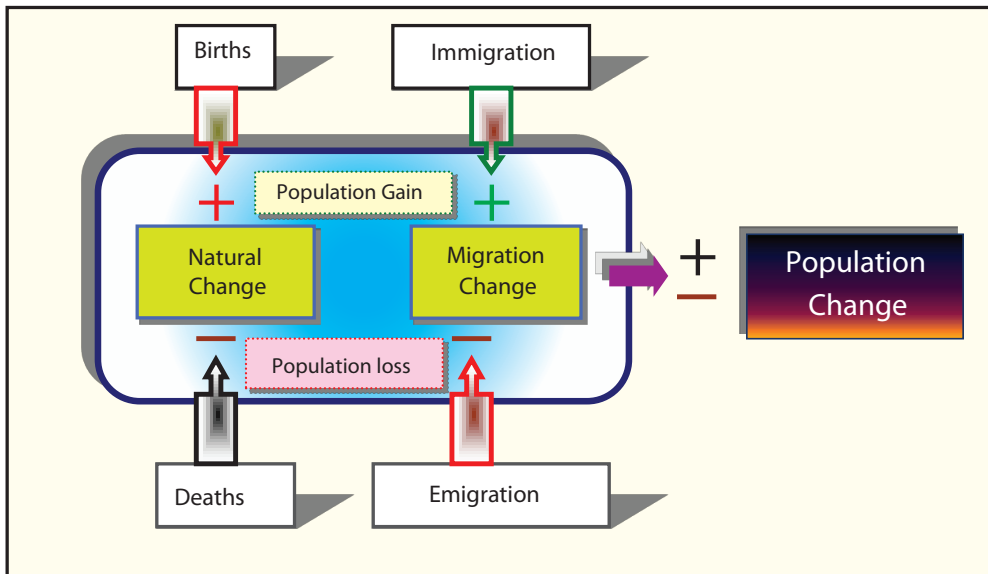 Births
Immigration
+
Population Gain
+
Natural
Change
Migration
Change
+
−
Population
Change
−
Population loss
−
Deaths
Emigration